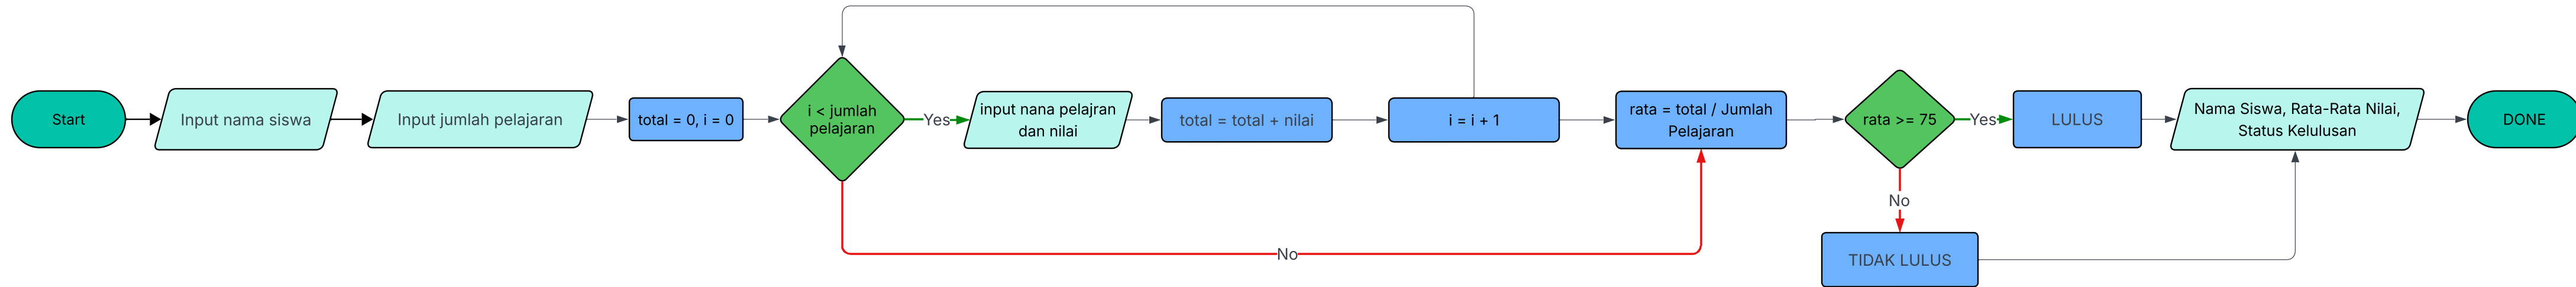 Start
Input nama siswa
Input jumlah pelajaran
total = 0, i = 0
i < jumlah
pelajaran
Yes
input nana pelajran
dan nilai
total = total + nilai
i = i + 1
rata = total / Jumlah
Pelajaran
rata >= 75
Yes
LULUS
Nama Siswa, Rata-Rata Nilai,
Status Kelulusan
DONE
No
No
TIDAK LULUS